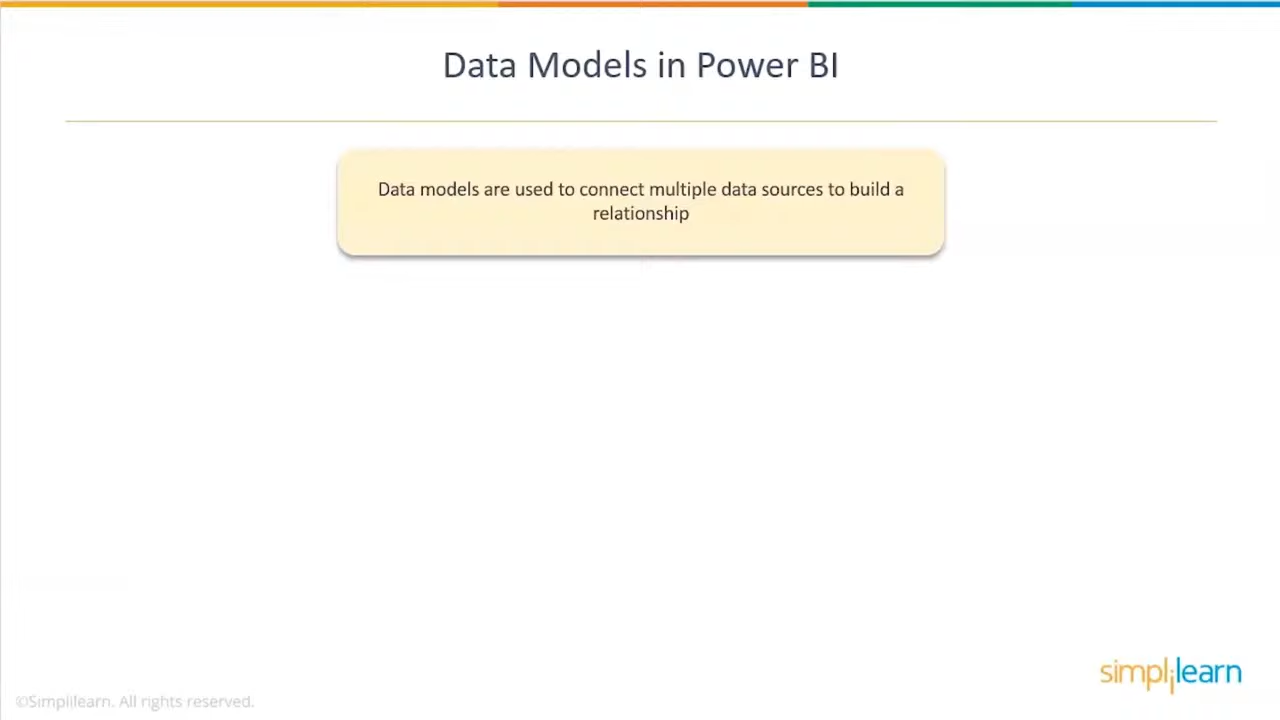 Data Models in Power BI
Data models are used to connect multiple data sources to build a
relationship
simplilearn
©Simplilearn. All rights reserved.